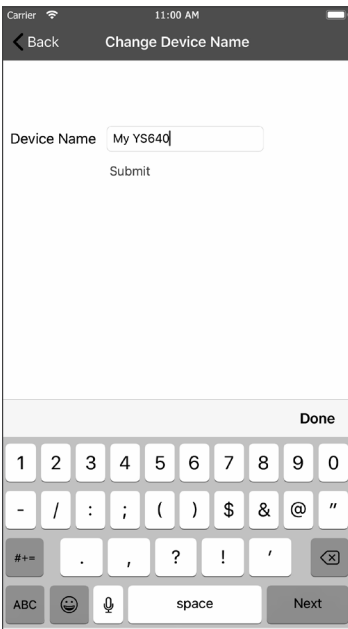 Carrier 11:00 AM
Back Change Device Name
Device Name My YS640
Submit
Done
1 2 3 4 5 6 7 8 9 0
- / : ; ( ) $ & @ "
#+= . , ? ! '
ABC space Next